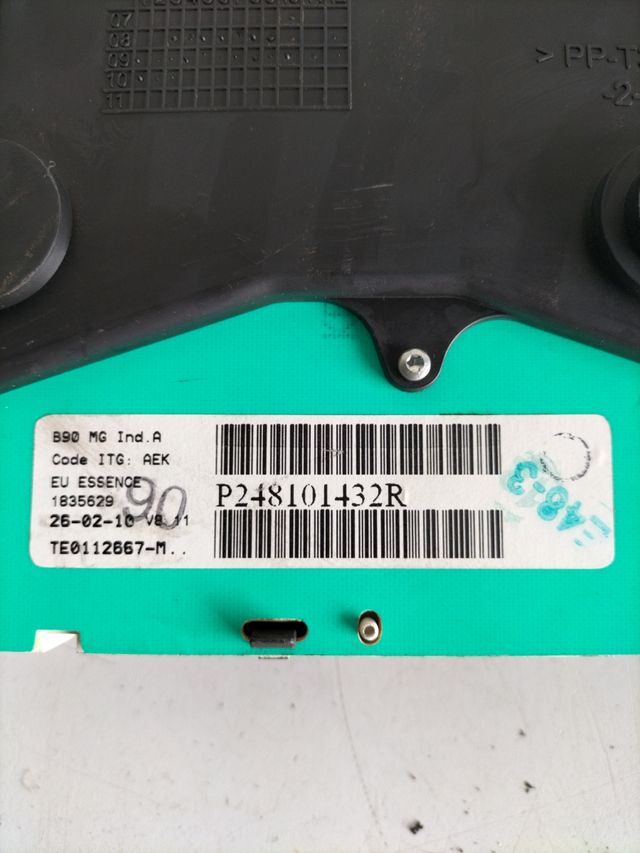 07
08
09
10
11
> PP-T
-2-
B90 MG Ind.A
Code ITG: AEK
EU ESSENCE
1835629
90
26-02-10 V8.11
TE0112667-M..
P248101432R
E48-3